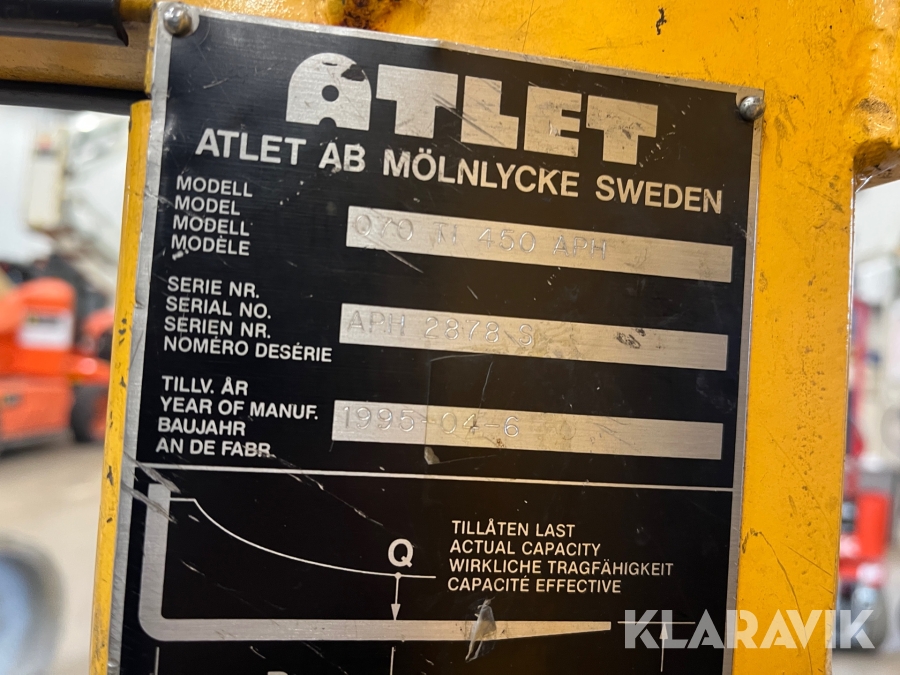 ATLET
ATLET AB MÖLNLYCKE SWEDEN
MODELL
MODEL
MODELL
MODÈLE
070 TH 450 APH
SERIE NR.
SERIAL NO.
SERIEN NR.
NOMÉRO DESÉRIE
APH 2878 S
TILLV. ÅR
YEAR OF MANUF.
BAUJAHR
AN DE FABR.
1995-04-6
Q
TILLÅTEN LAST
ACTUAL CAPACITY
WIRKLICHE TRAGFÄHIGKEIT
CAPACITÉ EFFECTIVE
KLARAVIK